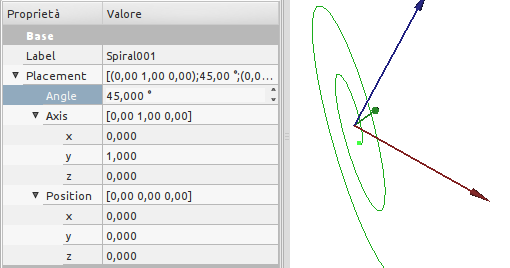 Proprietà Valore
Base
Label Spiral001
Placement [(0,00 1,00 0,00);45,00 °;(0,0...
Angle 45,000 °
Axis [0,00 1,00 0,00]
x 0,000
y 1,000
z 0,000
Position [0,00 0,00 0,00]
x 0,000
y 0,000
z 0,000